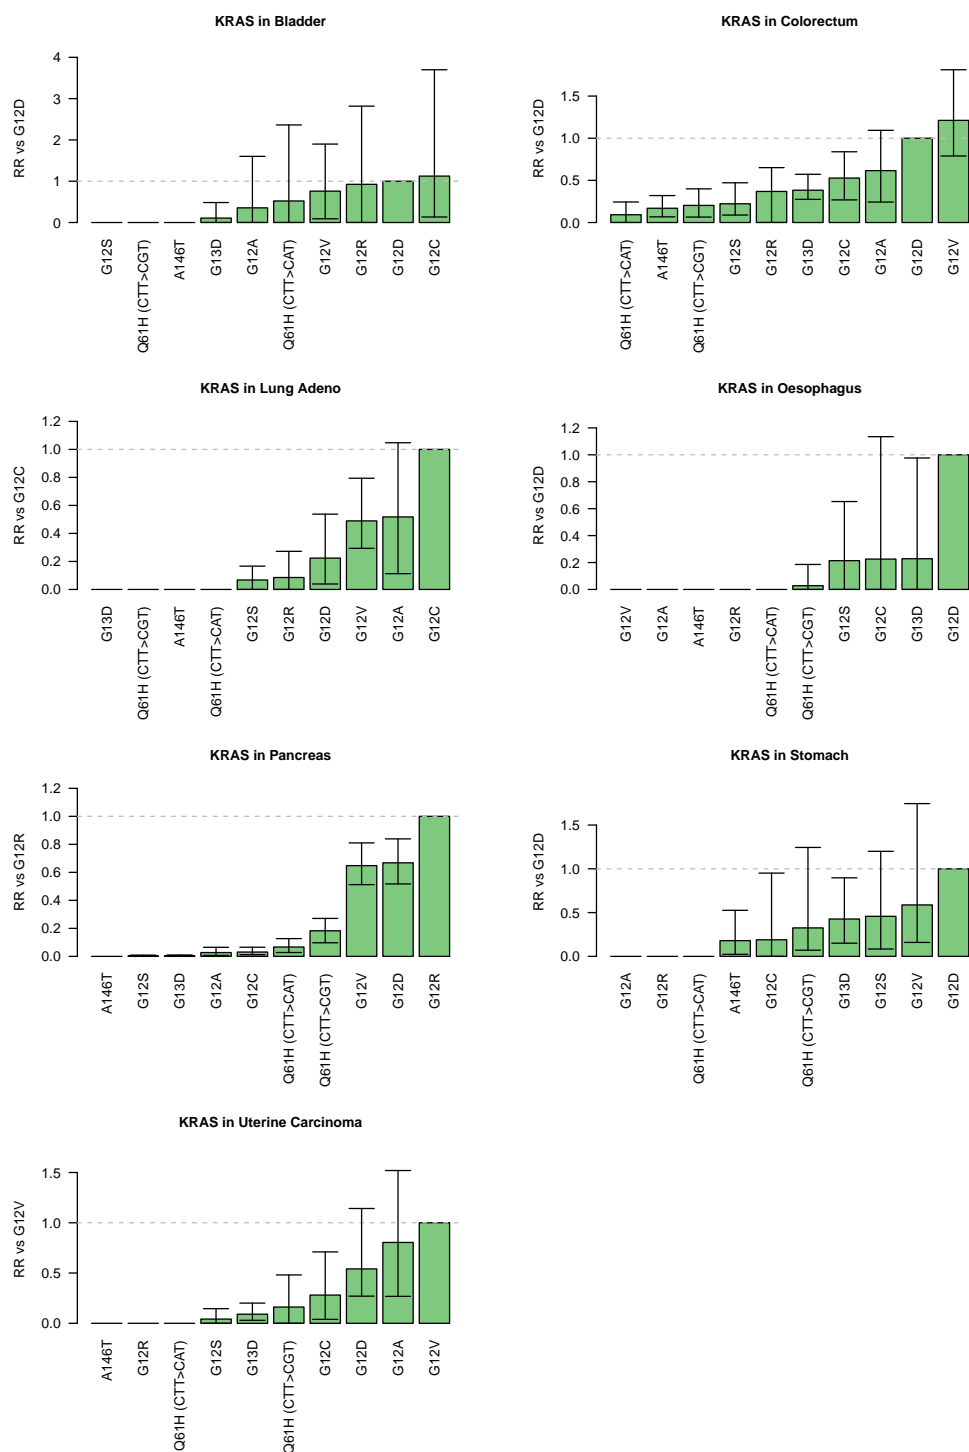 KRAS in Bladder
RR vs G12D
4
3
2
1
0
G12S
Q61H (CTT>CGT)
A146T
G13D
G12A
Q61H (CTT>CAT)
G12V
G12R
G12D
G12C
KRAS in Colorectum
RR vs G12D
1.5
1.0
0.5
0.0
Q61H (CTT>CAT)
A146T
Q61H (CTT>CGT)
G12S
G12R
G13D
G12C
G12A
G12D
G12V
KRAS in Lung Adeno
RR vs G12C
1.2
1.0
0.8
0.6
0.4
0.2
0.0
G13D
Q61H (CTT>CGT)
A146T
Q61H (CTT>CAT)
G12S
G12R
G12D
G12V
G12A
G12C
KRAS in Oesophagus
RR vs G12D
1.2
1.0
0.8
0.6
0.4
0.2
0.0
G12V
G12A
A146T
G12R
Q61H (CTT>CAT)
Q61H (CTT>CGT)
G12S
G12C
G13D
G12D
KRAS in Pancreas
RR vs G12R
1.2
1.0
0.8
0.6
0.4
0.2
0.0
A146T
G12S
G13D
G12A
G12C
Q61H (CTT>CAT)
Q61H (CTT>CGT)
G12V
G12D
G12R
KRAS in Stomach
RR vs G12D
1.5
1.0
0.5
0.0
G12A
G12R
Q61H (CTT>CAT)
A146T
G12C
Q61H (CTT>CGT)
G13D
G12S
G12V
G12D
KRAS in Uterine Carcinoma
RR vs G12V
1.5
1.0
0.5
0.0
A146T
G12R
Q61H (CTT>CAT)
G12S
G13D
Q61H (CTT>CGT)
G12C
G12D
G12A
G12V